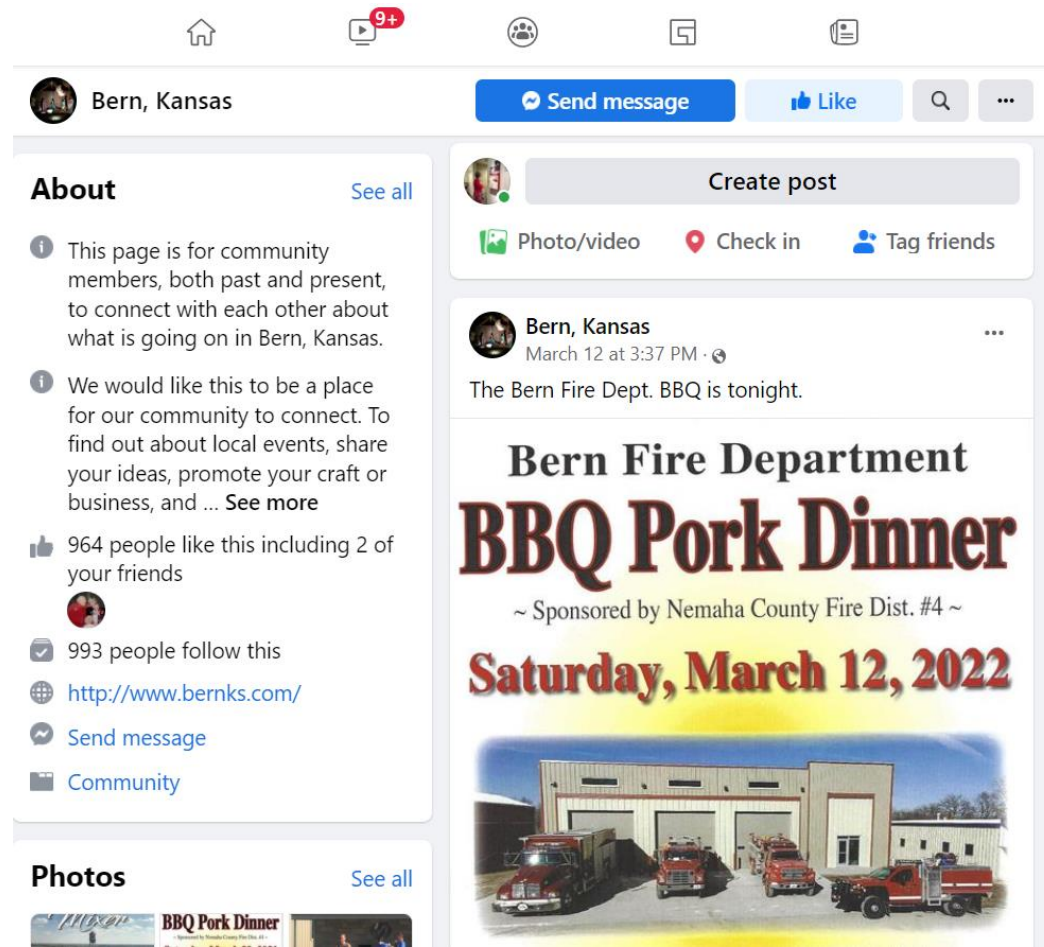 9+
Bern, Kansas
Send message
Like
About
See all
This page is for community
members, both past and present,
to connect with each other about
what is going on in Bern, Kansas.
We would like this to be a place
for our community to connect. To
find out about local events, share
your ideas, promote your craft or
business, and ... See more
964 people like this including 2 of
your friends
993 people follow this
http://www.bernks.com/
Send message
Community
Photos
See all
Mixer
BBQ Pork Dinner
Create post
Photo/video
Check in
Tag friends
Bern, Kansas
March 12 at 3:37 PM ·
The Bern Fire Dept. BBQ is tonight.
Bern Fire Department
BBQ Pork Dinner
~ Sponsored by Nemaha County Fire Dist. #4 ~
Saturday, March 12, 2022